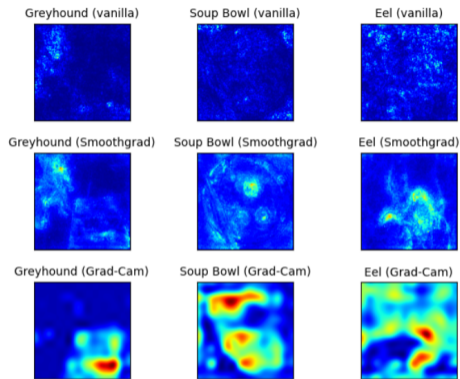 Greyhound (vanilla)
Soup Bowl (vanilla)
Eel (vanilla)
Greyhound (Smoothgrad)
Soup Bowl (Smoothgrad)
Eel (Smoothgrad)
Greyhound (Grad-Cam)
Soup Bowl (Grad-Cam)
Eel (Grad-Cam)